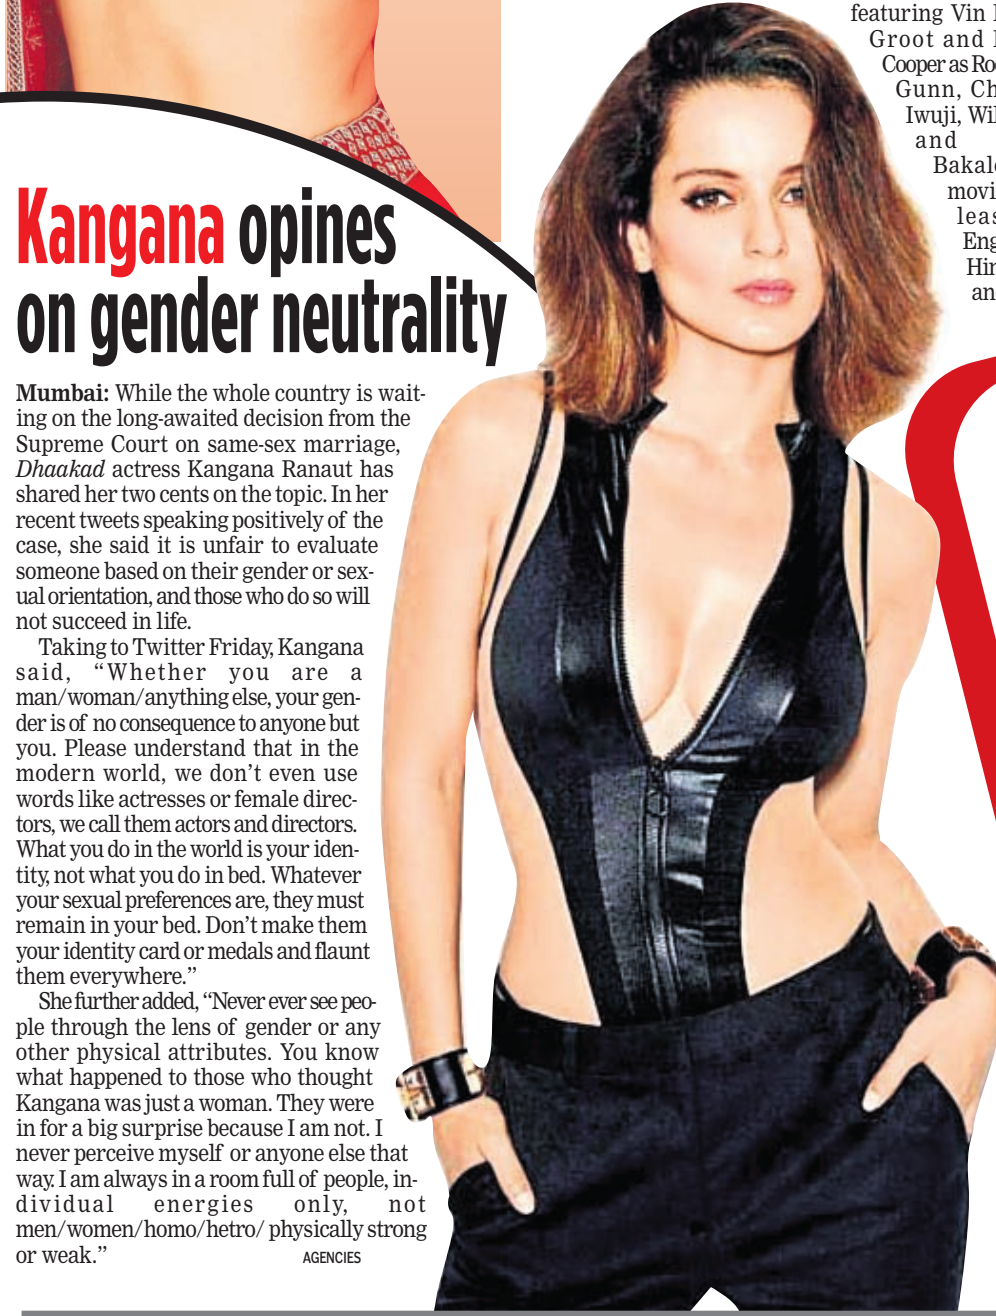 Kangana opines
on gender neutrality
Mumbai: While the whole country is wait-
ing on the long-awaited decision from the
Supreme Court on same-sex marriage,
Dhaakad actress Kangana Ranaut has
shared her two cents on the topic. In her
recent tweets speaking positively of the
case, she said it is unfair to evaluate
someone based on their gender or sex-
ual orientation, and those who do so will
not succeed in life.
Taking to Twitter Friday, Kangana
said, “Whether you are a
man/woman/anything else, your gen-
der is of no consequence to anyone but
you. Please understand that in the
modern world, we don’t even use
words like actresses or female direc-
tors, we call them actors and directors.
What you do in the world is your iden-
tity, not what you do in bed. Whatever
your sexual preferences are, they must
remain in your bed. Don’t make them
your identity card or medals and flaunt
them everywhere.”
She further added, “Never ever see peo-
ple through the lens of gender or any
other physical attributes. You know
what happened to those who thought
Kangana was just a woman. They were
in for a big surprise because I am not. I
never perceive myself or anyone else that
way. I am always in a room full of people, in-
dividual energies only, not
men/women/homo/hetro/ physically strong
or weak.” AGENCIES
featuring Vin
Groot and
Cooper as
Gunn,
Iwuji,
and